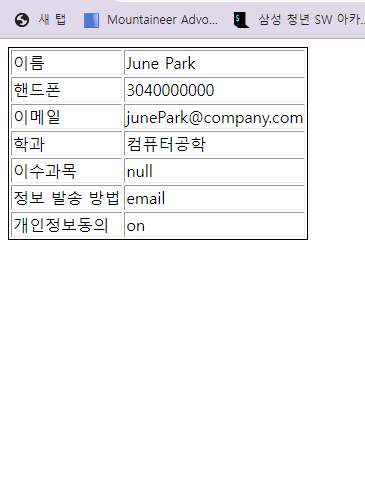 새 탭 Mountaineer Advo... 삼성 청년 SW 아카...
이름 June Park
핸드폰 3040000000
이메일 junePark@company.com
학과 컴퓨터공학
이수과목 null
정보 발송 방법 email
개인정보동의 on